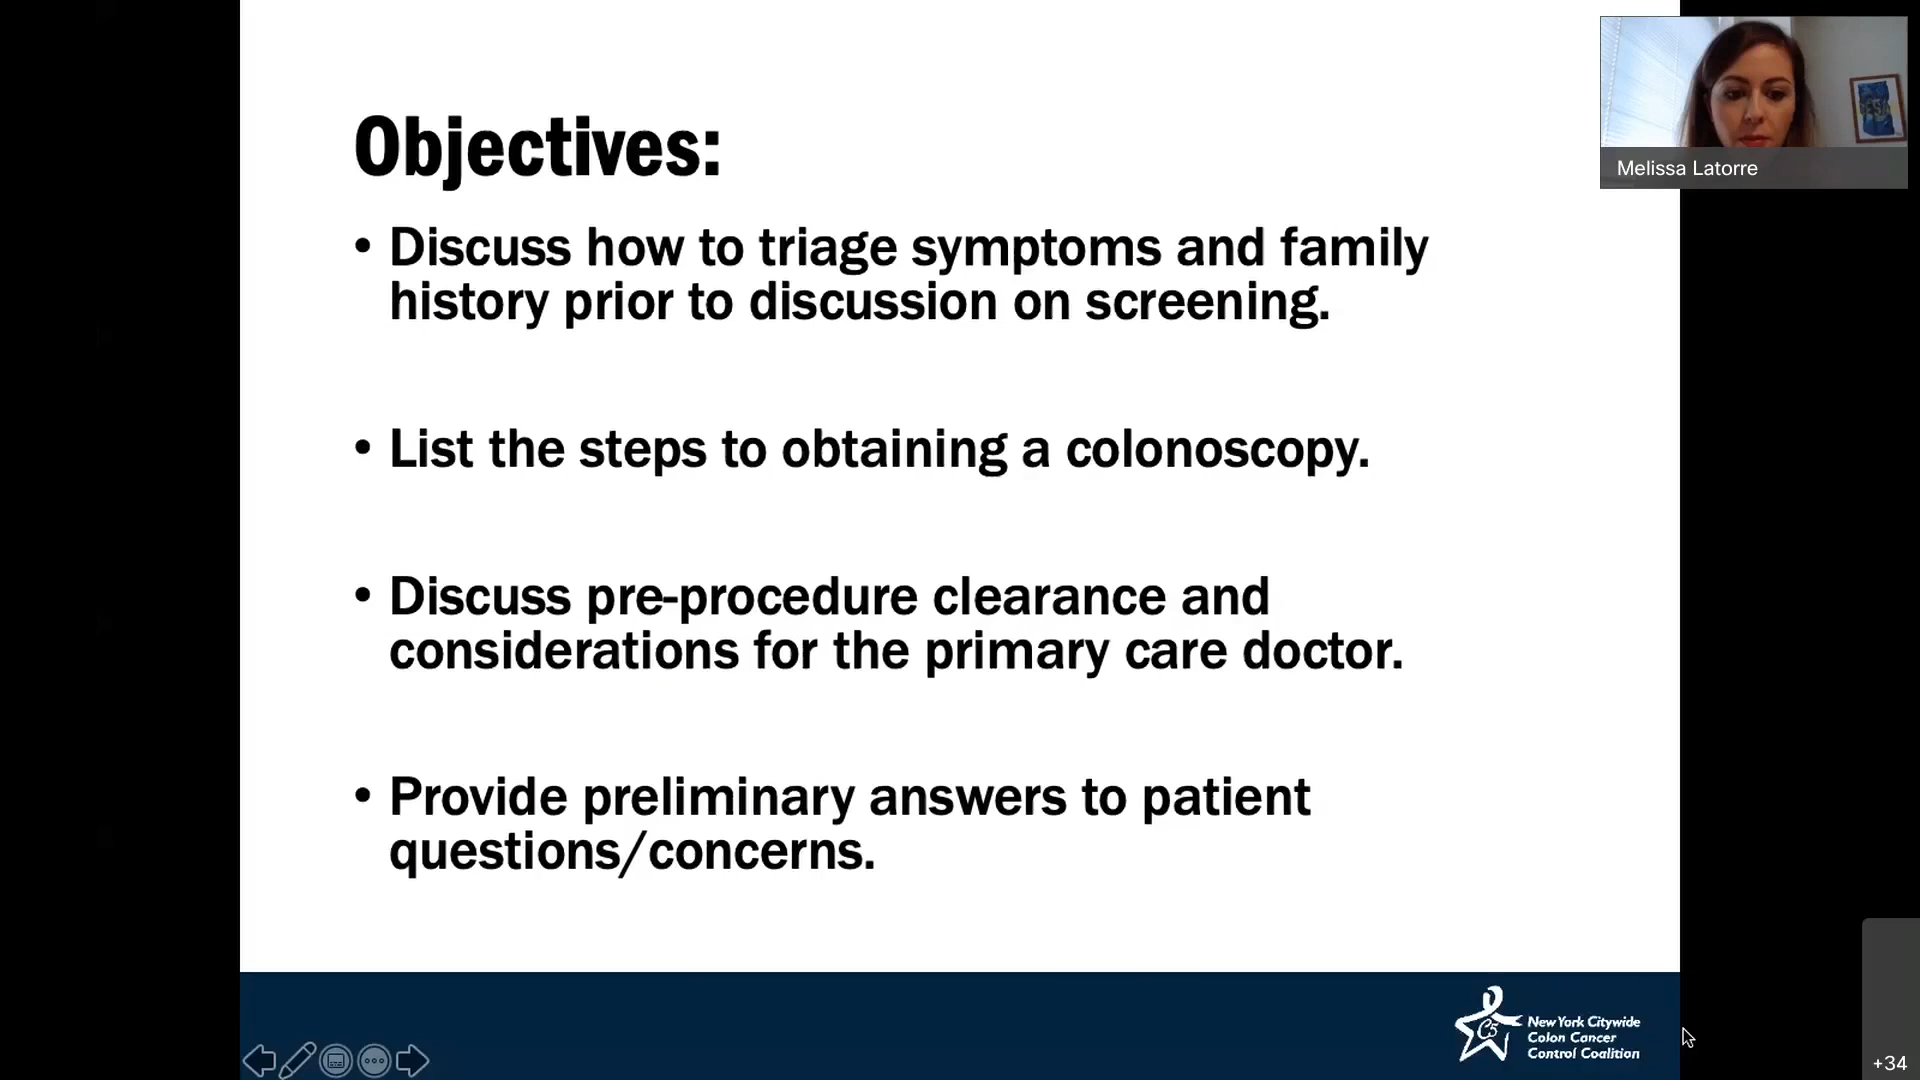 Objectives:
• Discuss how to triage symptoms and family
history prior to discussion on screening.
• List the steps to obtaining a colonoscopy.
• Discuss pre-procedure clearance and
considerations for the primary care doctor.
• Provide preliminary answers to patient
questions/concerns.
Melissa Latorre
C5
New York Citywide
Colon Cancer
Control Coalition
+34